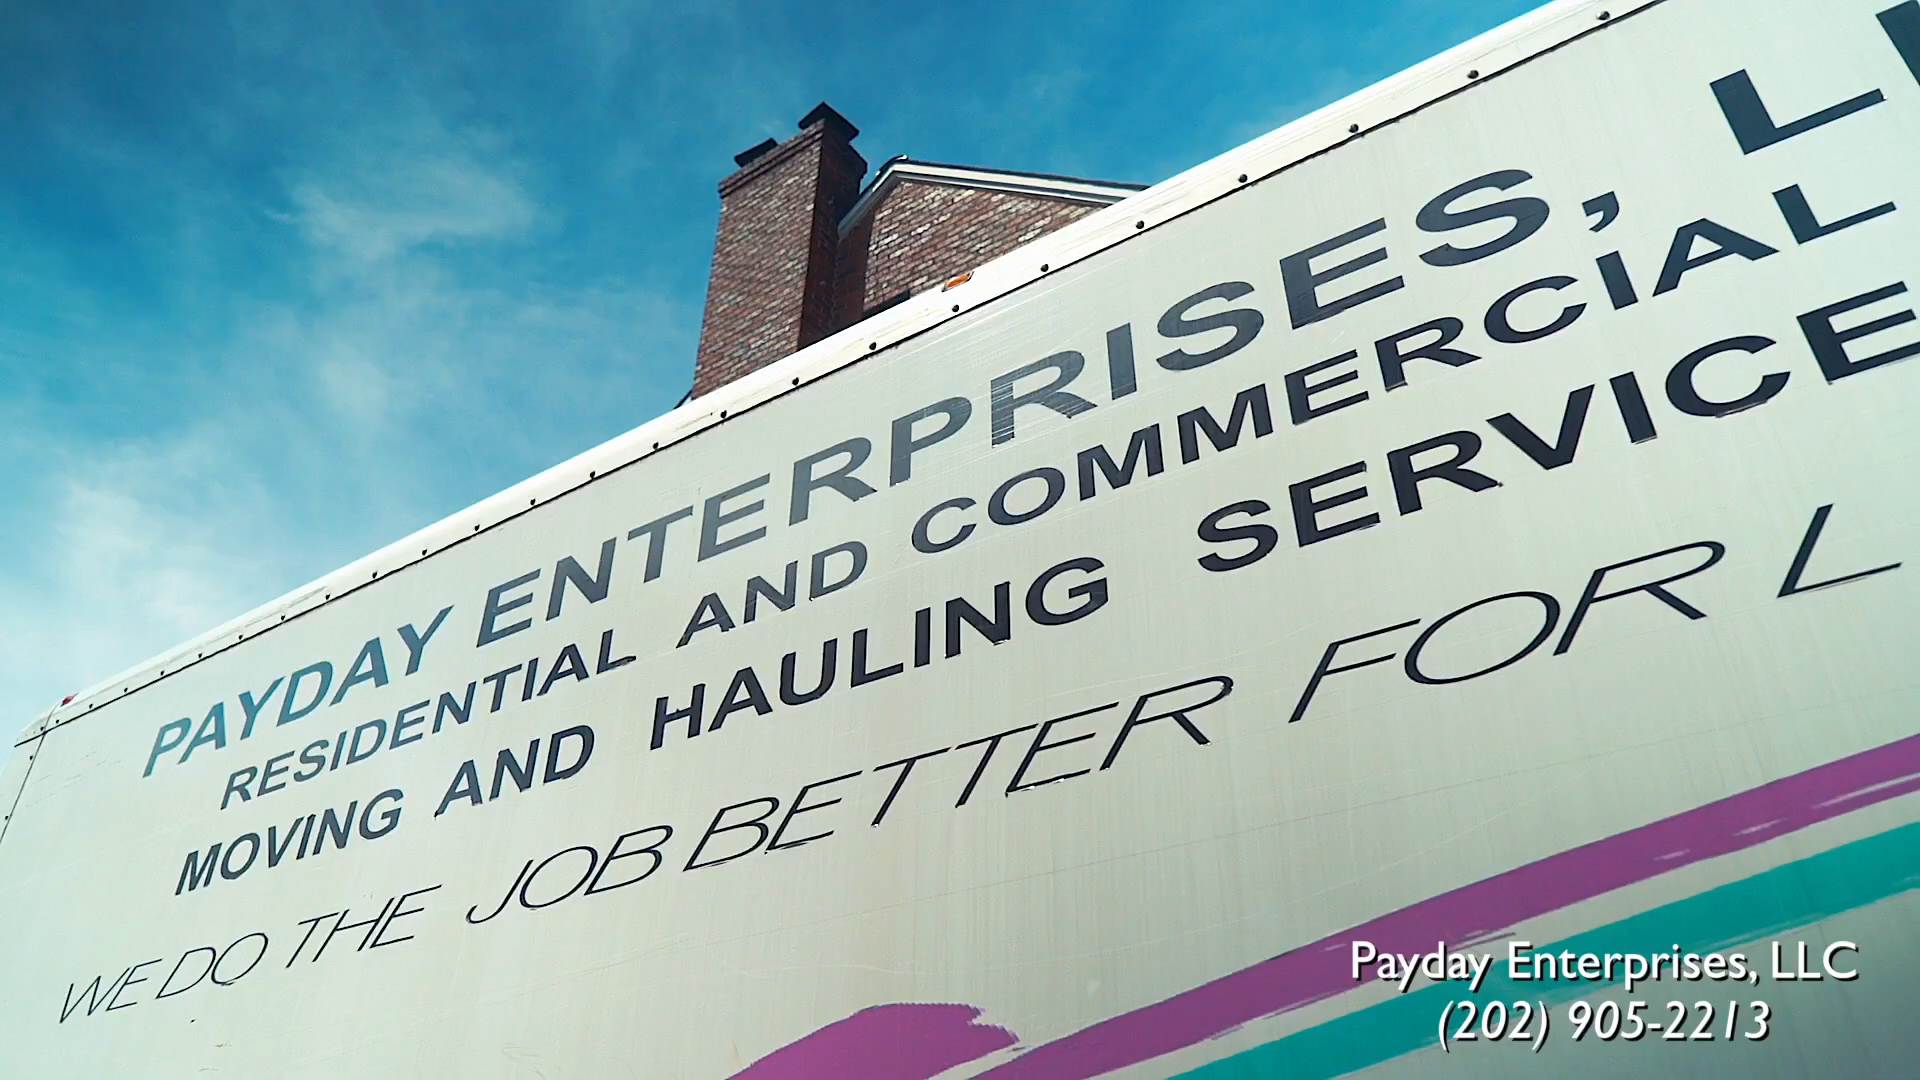 PAYDAY ENTERPRISES, L
RESIDENTIAL AND COMMERCIAL
MOVING AND HAULING SERVICE
WE DO THE JOB BETTER FOR L
Payday Enterprises, LLC
(202) 905-2213